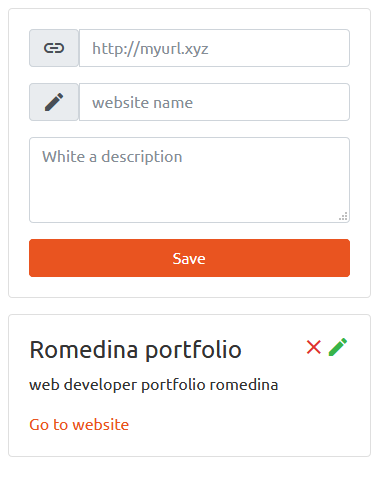 http://myurl.xyz
website name
White a description
Save
Romedina portfolio
web developer portfolio romedina
Go to website